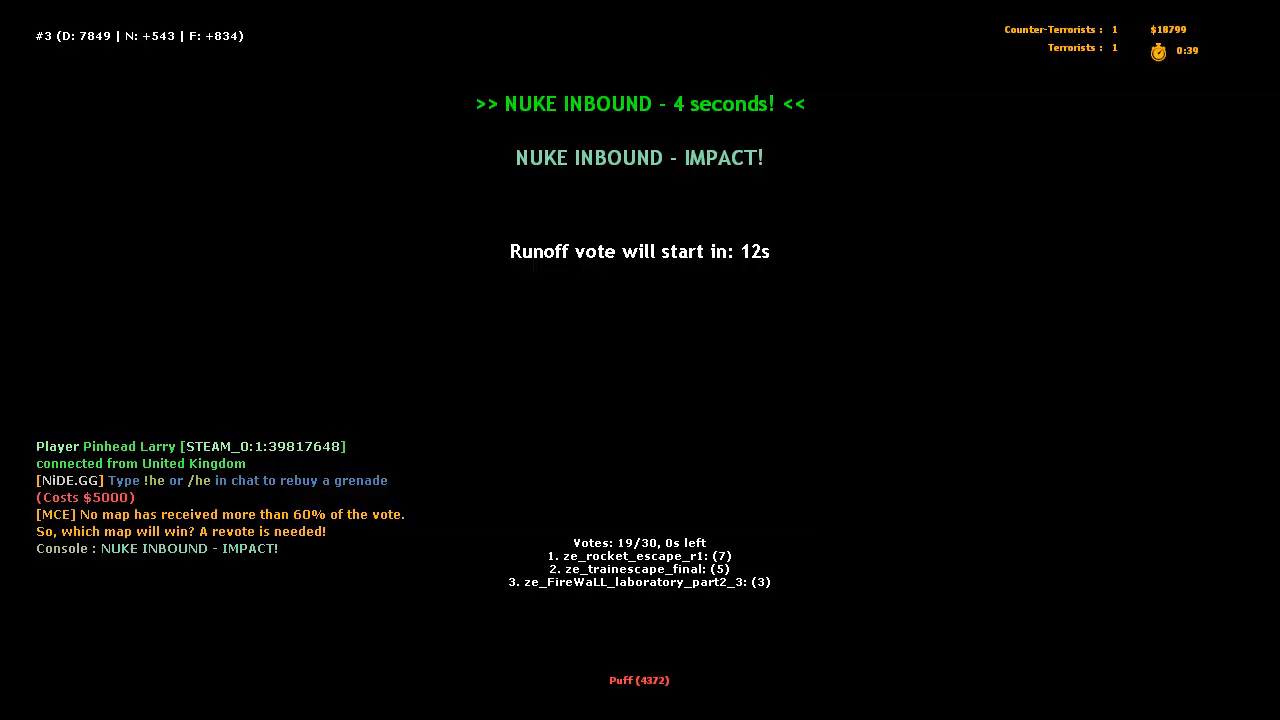 #3 (D: 7849 | N: +543 | F: +834)
Counter-Terrorists : 1 $18799
Terrorists : 1 0:39
>> NUKE INBOUND - 4 seconds! <<
NUKE INBOUND - IMPACT!
Runoff vote will start in: 12s
Player Pinhead Larry [STEAM_0:1:39817648]
connected from United Kingdom
[NiDE.GG] Type !he or /he in chat to rebuy a grenade
(Costs $5000)
[MCE] No map has received more than 60% of the vote.
So, which map will win? A revote is needed!
Console : NUKE INBOUND - IMPACT!
Votes: 19/30, 0s left
1. ze_rocket_escape_r1: (7)
2. ze_trainescape_final: (5)
3. ze_FireWaLL_laboratory_part2_3: (3)
Puff (4372)